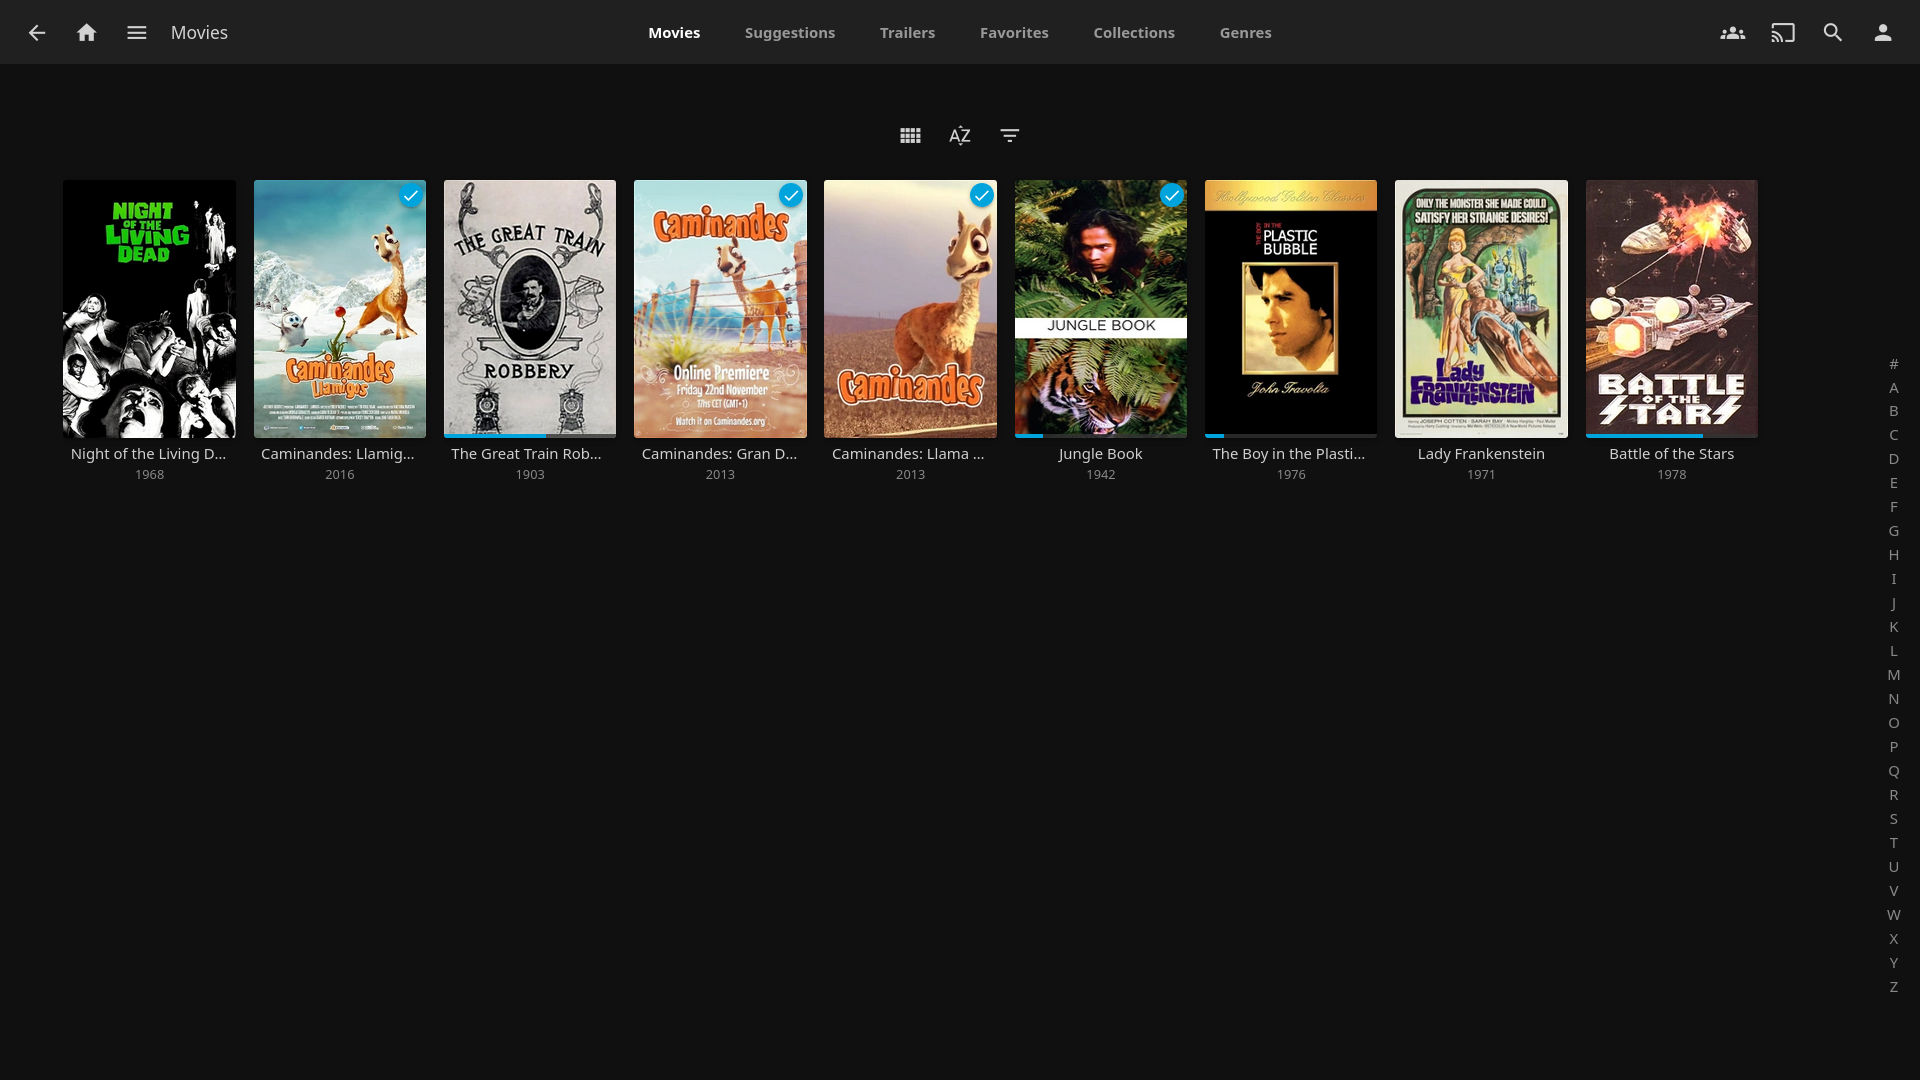 Movies
Movies Suggestions Trailers Favorites Collections Genres
AZ
NIGHT
OF THE
LIVING
DEAD
Caminandes
Llamigos
THE GREAT TRAIN
ROBBERY
Caminandes
Online Premiere
Friday 22nd November
17hs CET (GMT+1)
Watch it on Caminandes.org
Caminandes
JUNGLE BOOK
Hollywood Golden Classics
THE BOY IN THE
PLASTIC
BUBBLE
John Travolta
ONLY THE MONSTER SHE MADE COULD
SATISFY HER STRANGE DESIRES!
Lady
FRANKENSTEIN
BATTLE
OF THE
STARS
Night of the Living D...
1968
Caminandes: Llamig...
2016
The Great Train Rob...
1903
Caminandes: Gran D...
2013
Caminandes: Llama ...
2013
Jungle Book
1942
The Boy in the Plasti...
1976
Lady Frankenstein
1971
Battle of the Stars
1978
#
A
B
C
D
E
F
G
H
I
J
K
L
M
N
O
P
Q
R
S
T
U
V
W
X
Y
Z